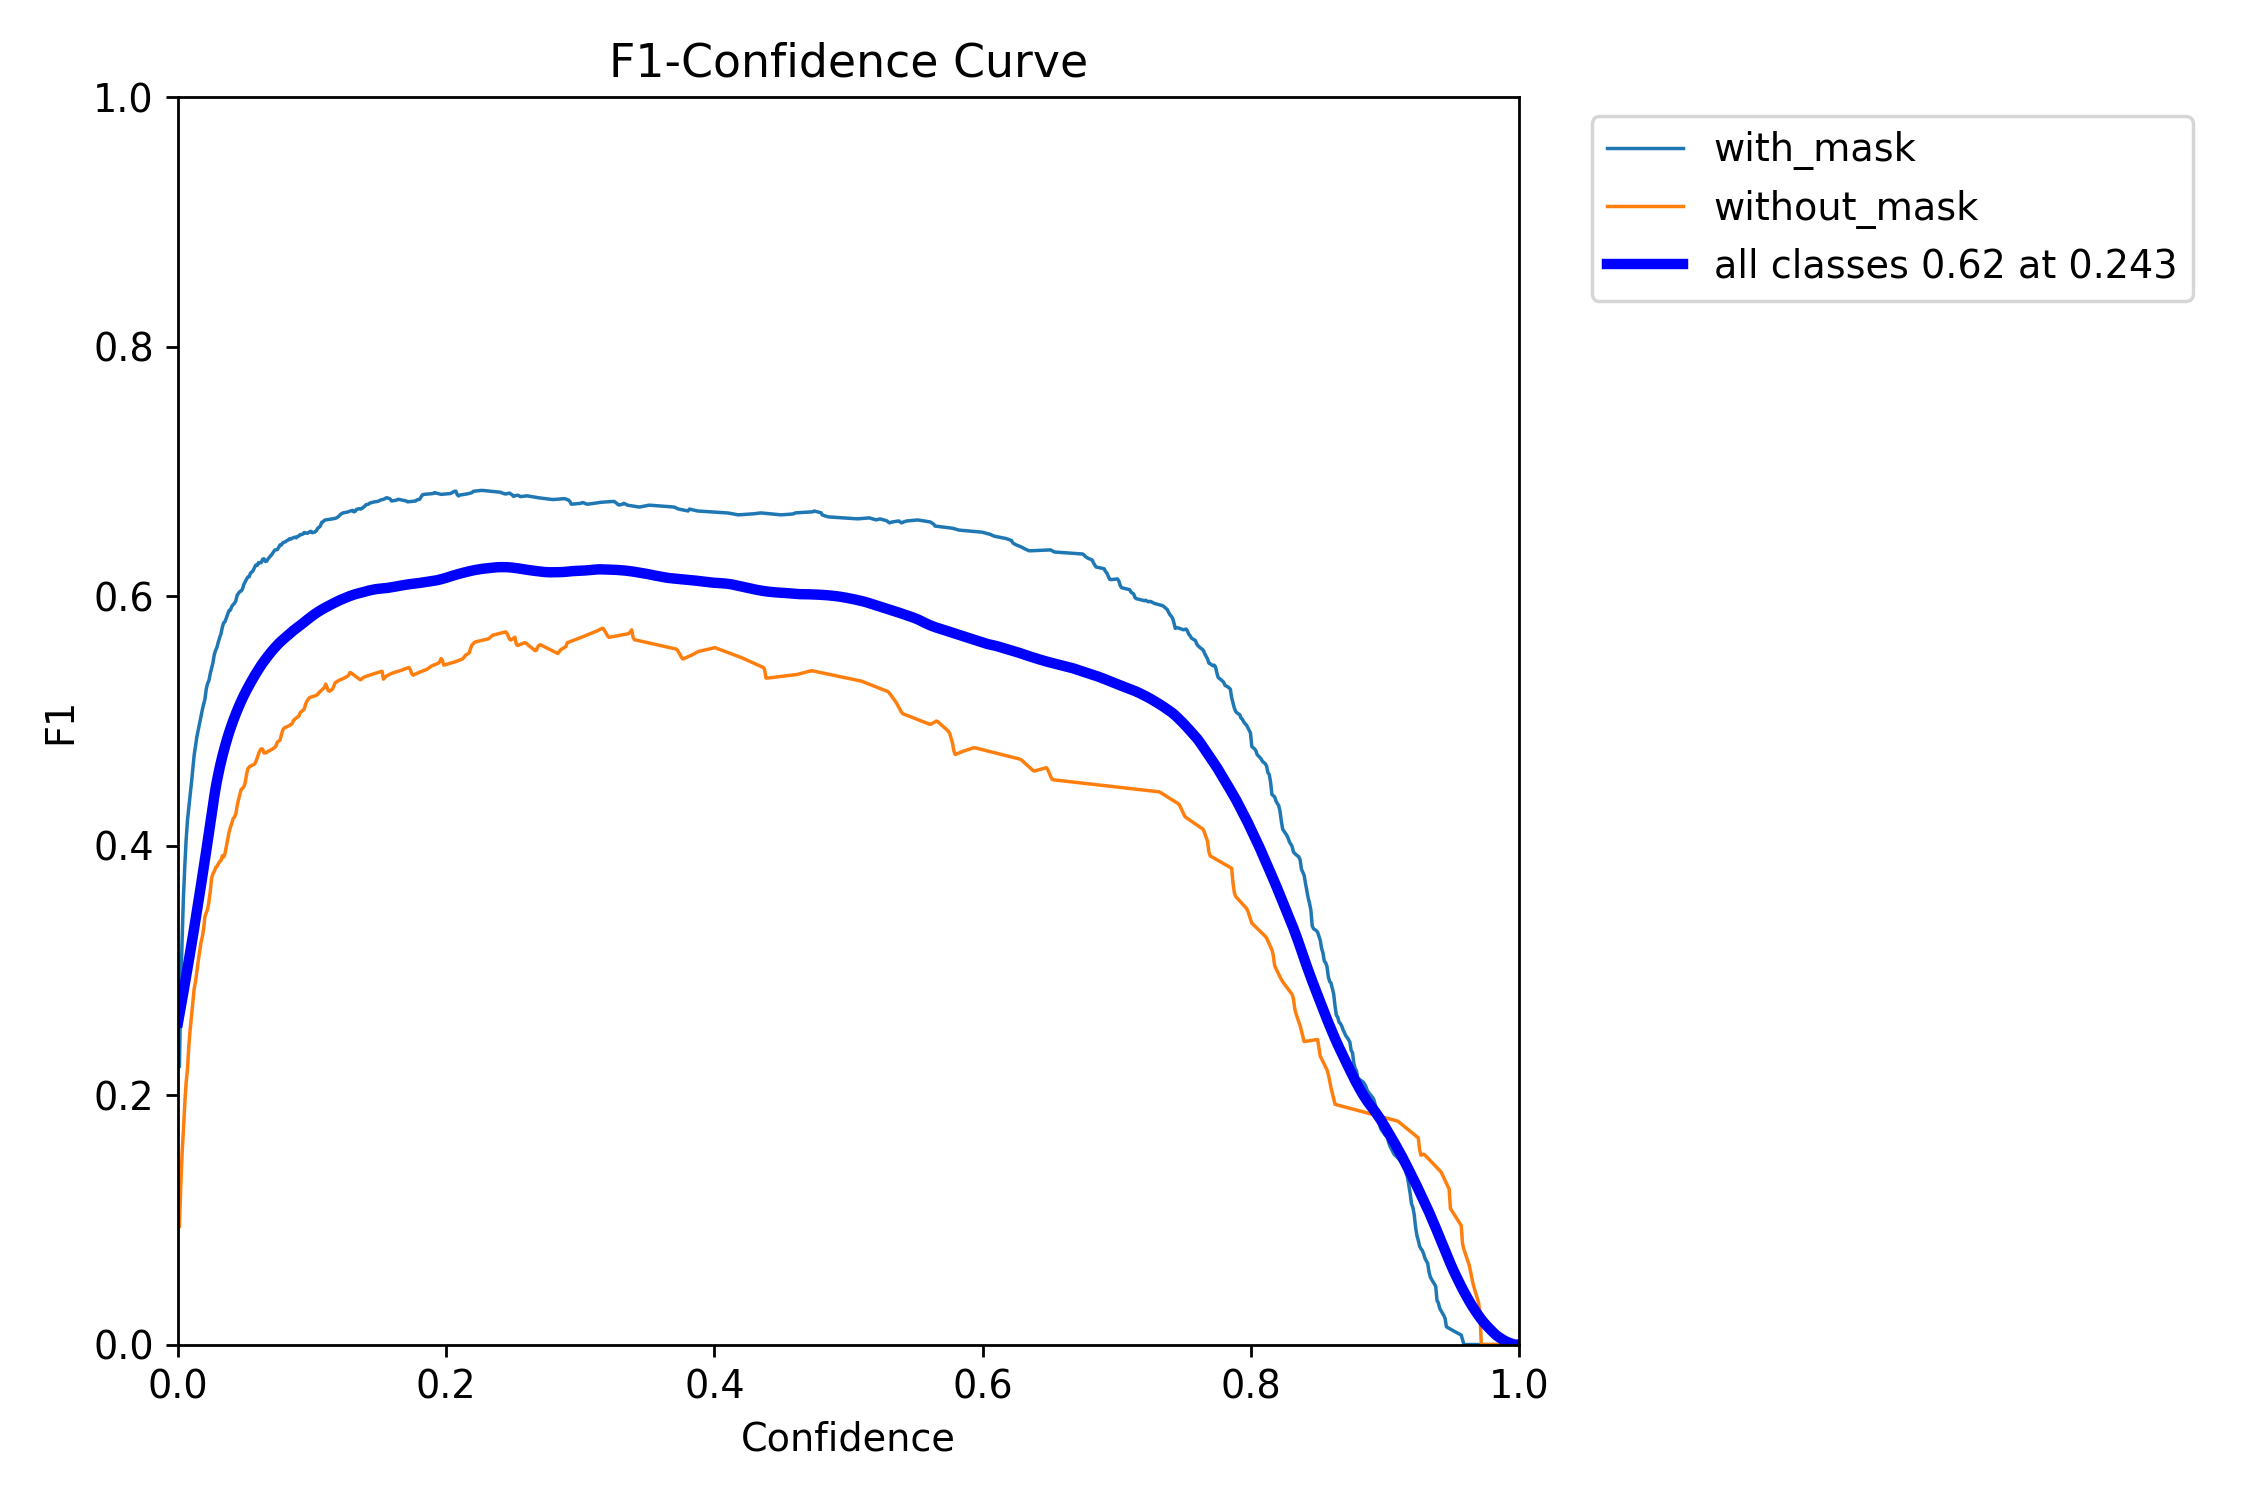 F1-Confidence Curve
1.0
0.8
0.6
0.4
0.2
0.0
F1
0.0 0.2 0.4 0.6 0.8 1.0
Confidence
with_mask
without_mask
all classes 0.62 at 0.243